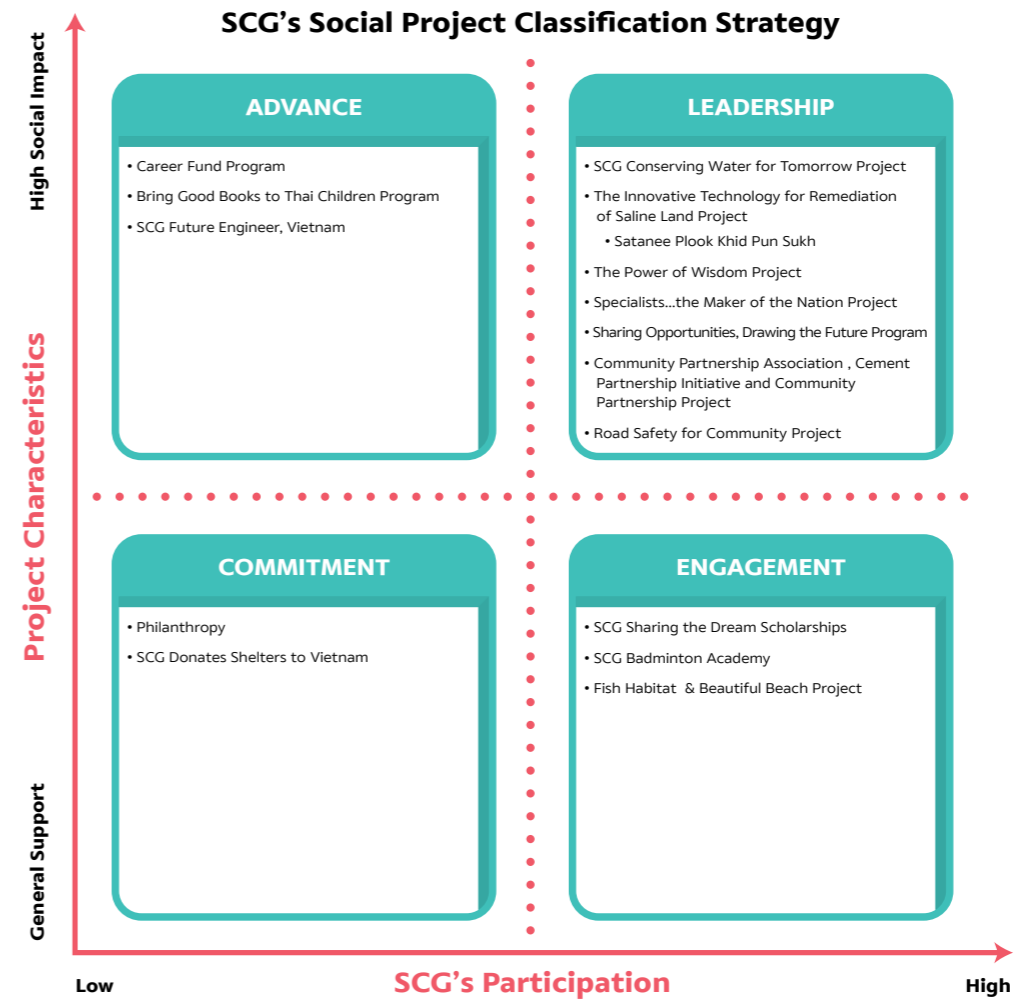 SCG's Social Project Classification Strategy
High Social Impact
Project Characteristics
General Support
ADVANCE
• Career Fund Program
• Bring Good Books to Thai Children Program
• SCG Future Engineer, Vietnam
LEADERSHIP
• SCG Conserving Water for Tomorrow Project
• The Innovative Technology for Remediation
of Saline Land Project
• Satanee Plook Khid Pun Sukh
• The Power of Wisdom Project
• Specialists...the Maker of the Nation Project
• Sharing Opportunities, Drawing the Future Program
• Community Partnership Association , Cement
Partnership Initiative and Community
Partnership Project
• Road Safety for Community Project
COMMITMENT
• Philanthropy
• SCG Donates Shelters to Vietnam
ENGAGEMENT
• SCG Sharing the Dream Scholarships
• SCG Badminton Academy
• Fish Habitat & Beautiful Beach Project
Low
SCG's Participation
High